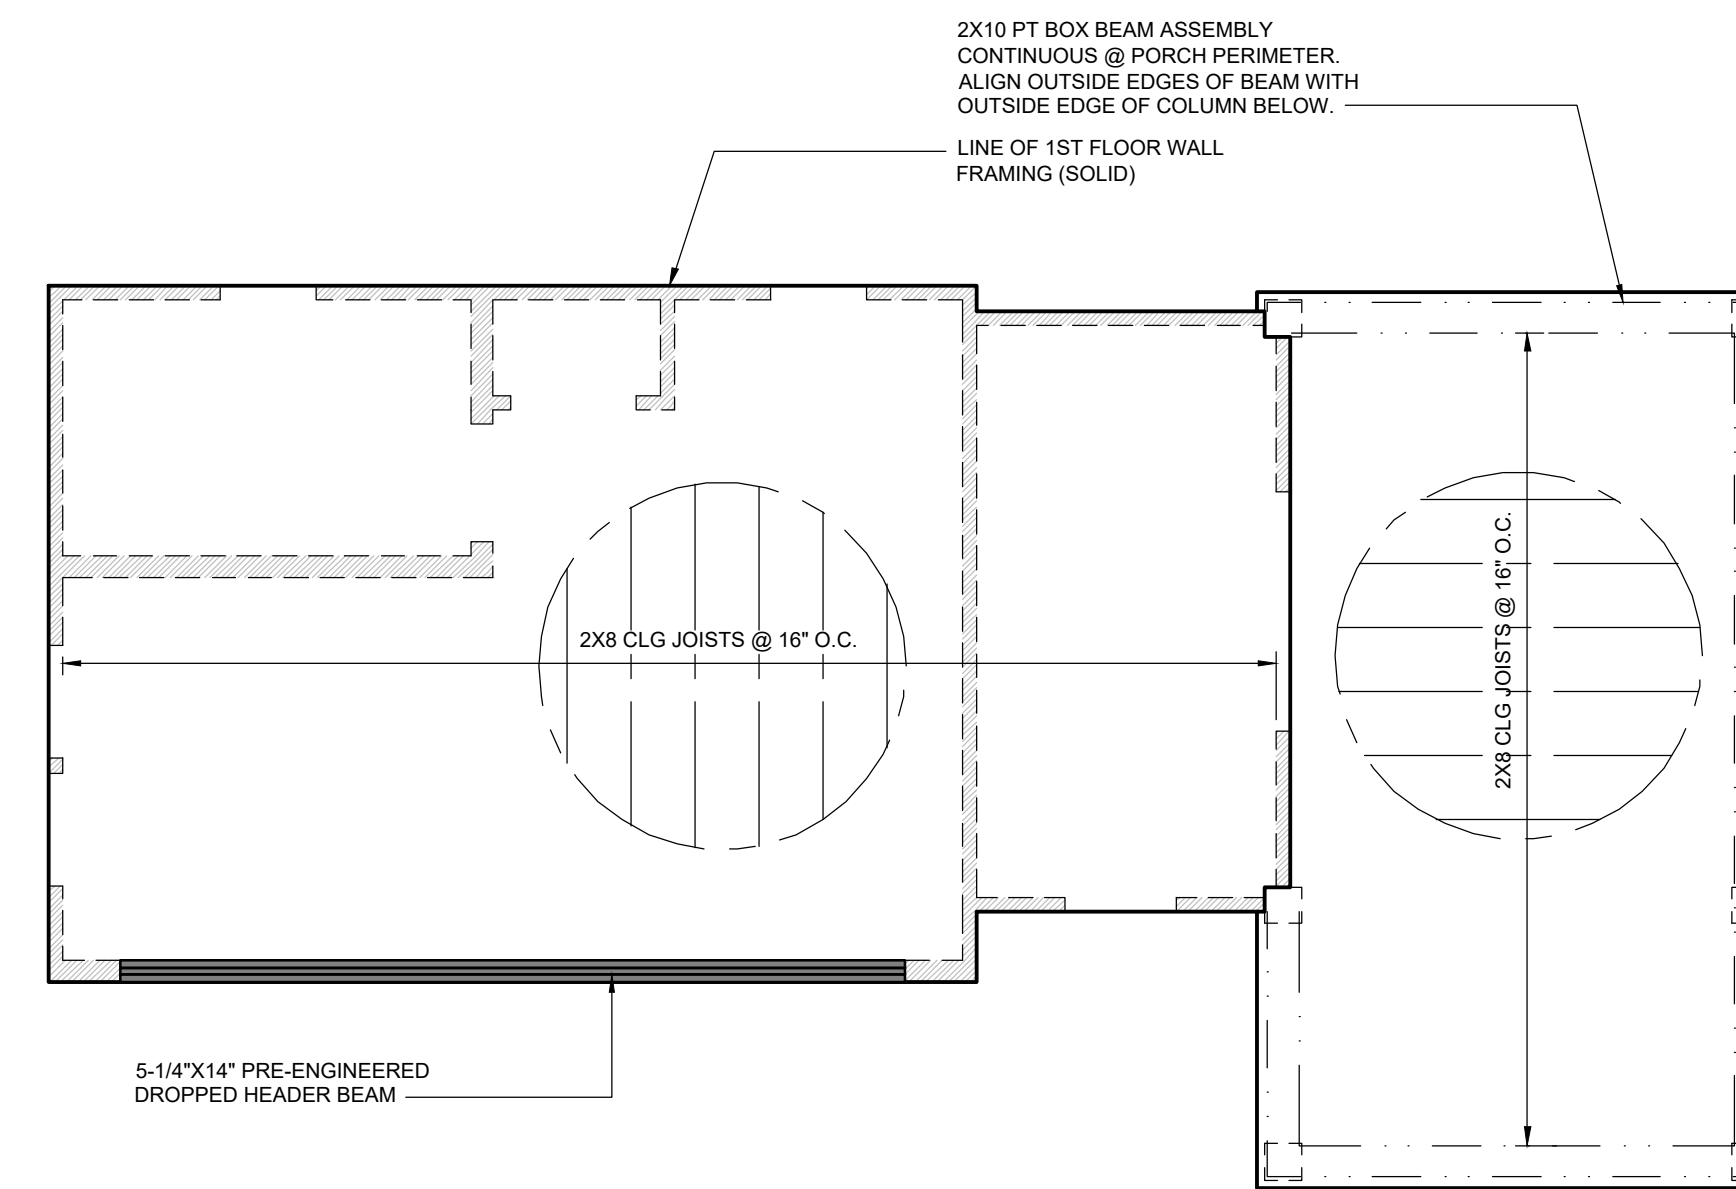 2X10 PT BOX BEAM ASSEMBLY
CONTINUOUS @ PORCH PERIMETER.
ALIGN OUTSIDE EDGES OF BEAM WITH
OUTSIDE EDGE OF COLUMN BELOW.
LINE OF 1ST FLOOR WALL
FRAMING (SOLID)
2X8 CLG JOISTS @ 16" O.C.
2X8 CLG JOISTS @ 16" O.C.
5-1/4"X14" PRE-ENGINEERED
DROPPED HEADER BEAM